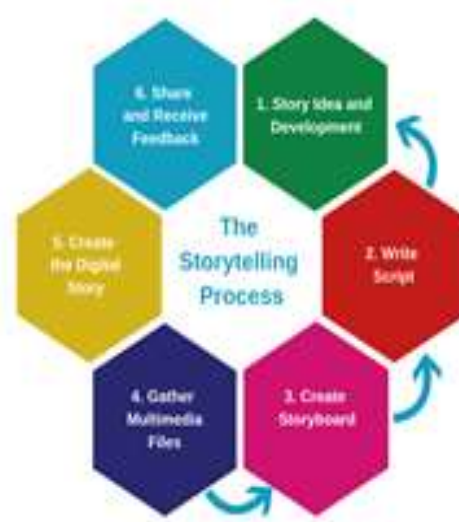 The
Storytelling
Process
1. Story Idea and
Development
2. Write
Script
3. Create
Storyboard
4. Gather
Multimedia
Files
5. Create
the Digital
Story
6. Share
and Receive
Feedback